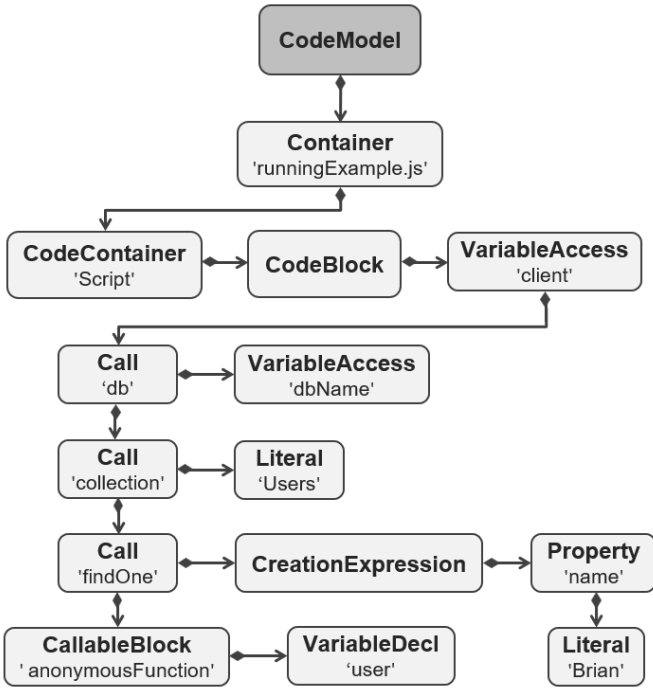 CodeModel
Container
'runningExample.js'
CodeContainer
'Script'
CodeBlock
VariableAccess
'client'
Call
‘db’
VariableAccess
'dbName'
Call
'collection'
Literal
‘Users’
Call
'findOne'
CreationExpression
Property
'name'
CallableBlock
' anonymousFunction'
VariableDecl
‘user’
Literal
'Brian'